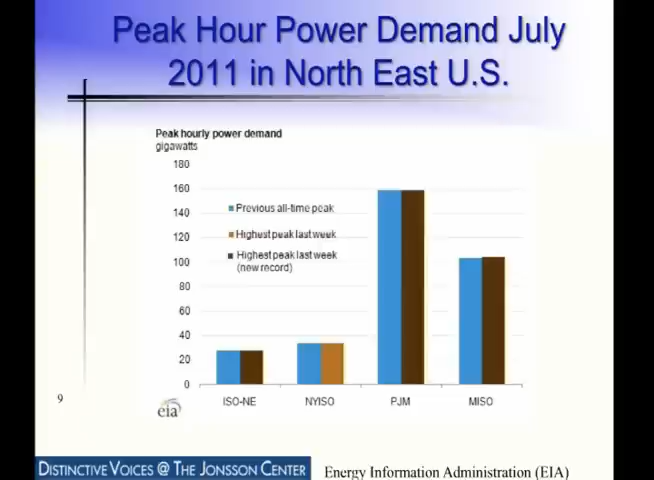 Peak Hour Power Demand July
2011 in North East U.S.
Peak hourly power demand
gigawatts
180
160
140
120
100
80
60
40
20
0
Previous all-time peak
Highest peak last week
Highest peak last week
(new record)
ISO-NE NYISO PJM MISO
9
eia
DISTINCTIVE VOICES @ THE JONSSON CENTER
Energy Information Administration (EIA)